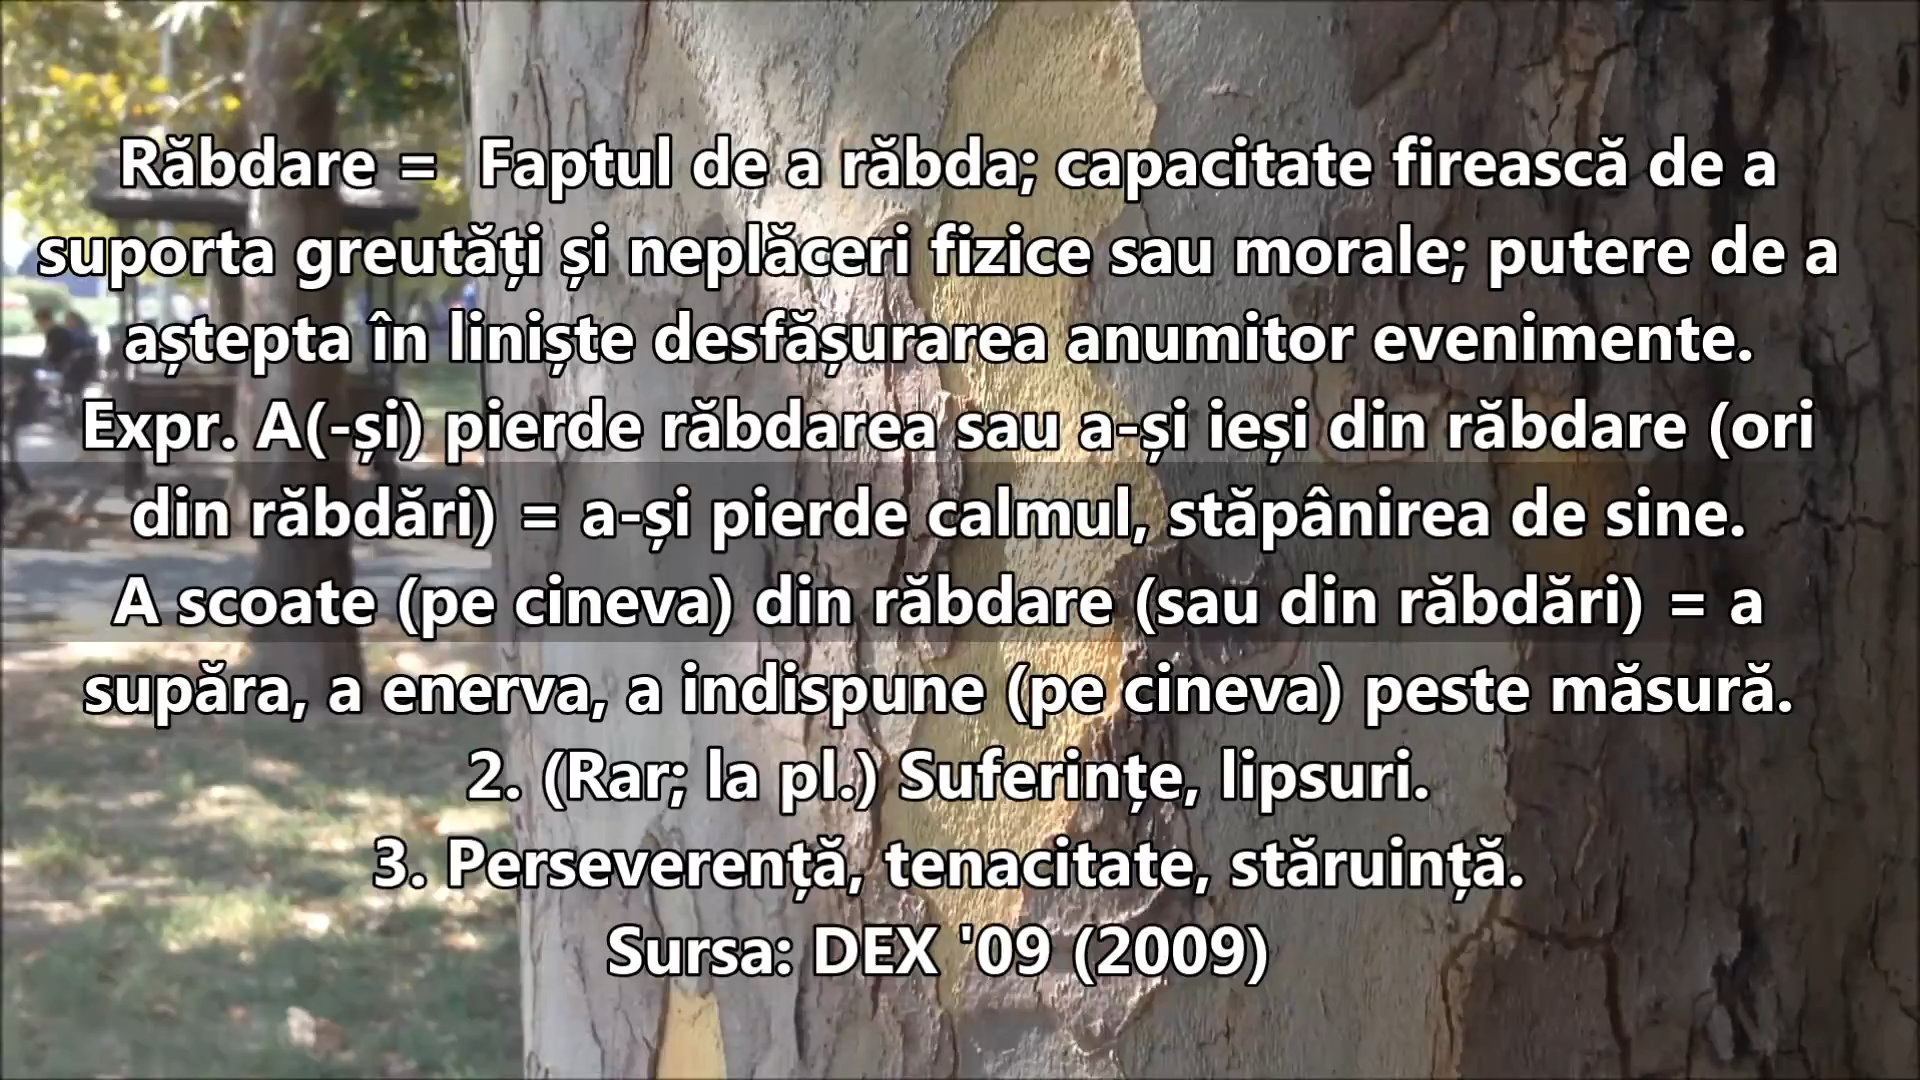 Răbdare = Faptul de a răbda; capacitate firească de a
suporta greutăți și neplăceri fizice sau morale; putere de a
aștepta în liniște desfășurarea anumitor evenimente.
Expr. A(-și) pierde răbdarea sau a-și ieși din răbdare (ori
din răbdări) = a-și pierde calmul, stăpânirea de sine.
A scoate (pe cineva) din răbdare (sau din răbdări) = a
supăra, a enerva, a indispune (pe cineva) peste măsură.
2. (Rar; la pl.) Suferințe, lipsuri.
3. Perseverență, tenacitate, stăruință.
Sursa: DEX '09 (2009)